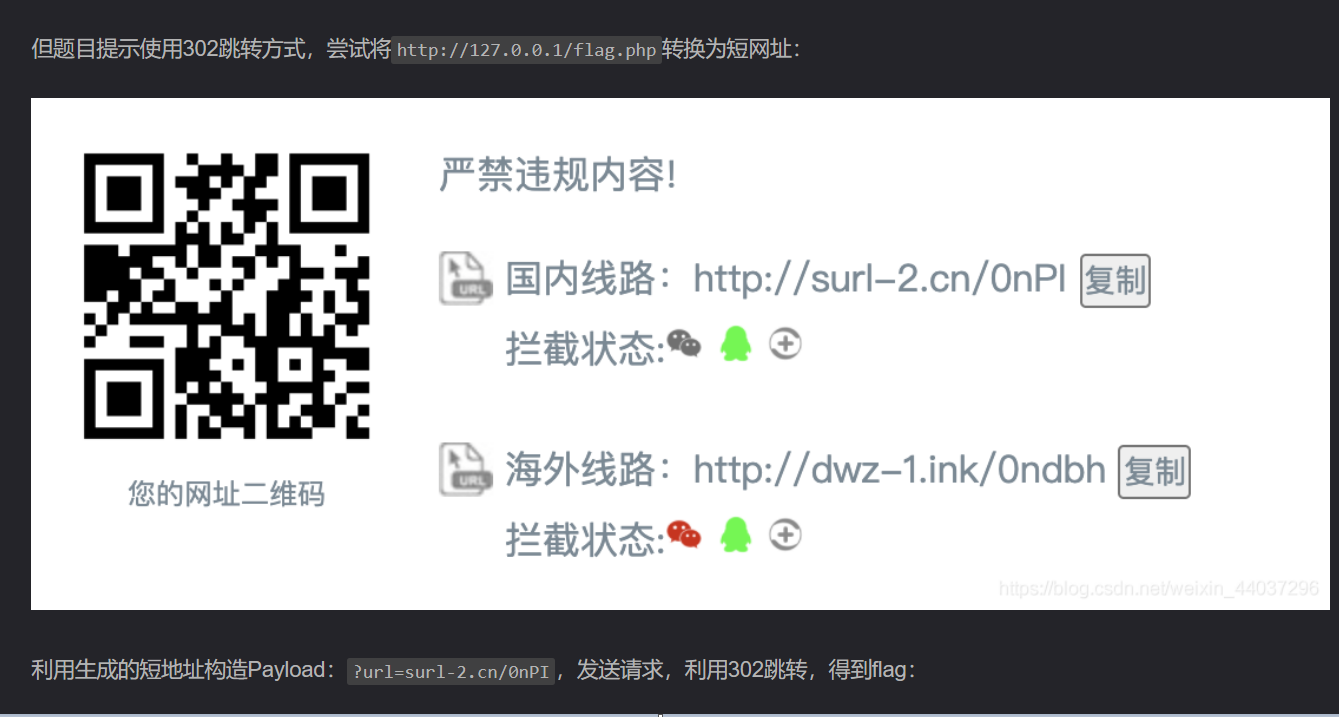 但题目提示使用302跳转方式，尝试将http://127.0.0.1/flag.php转换为短网址：
严禁违规内容!
URL
国内线路：http://surl-2.cn/0nPI 复制
拦截状态:
URL
海外线路：http://dwz-1.ink/0ndbh 复制
您的网址二维码
拦截状态:
https://blog.csdn.net/weixin_44037296
利用生成的短地址构造Payload：?url=surl-2.cn/0nPI，发送请求，利用302跳转，得到flag：